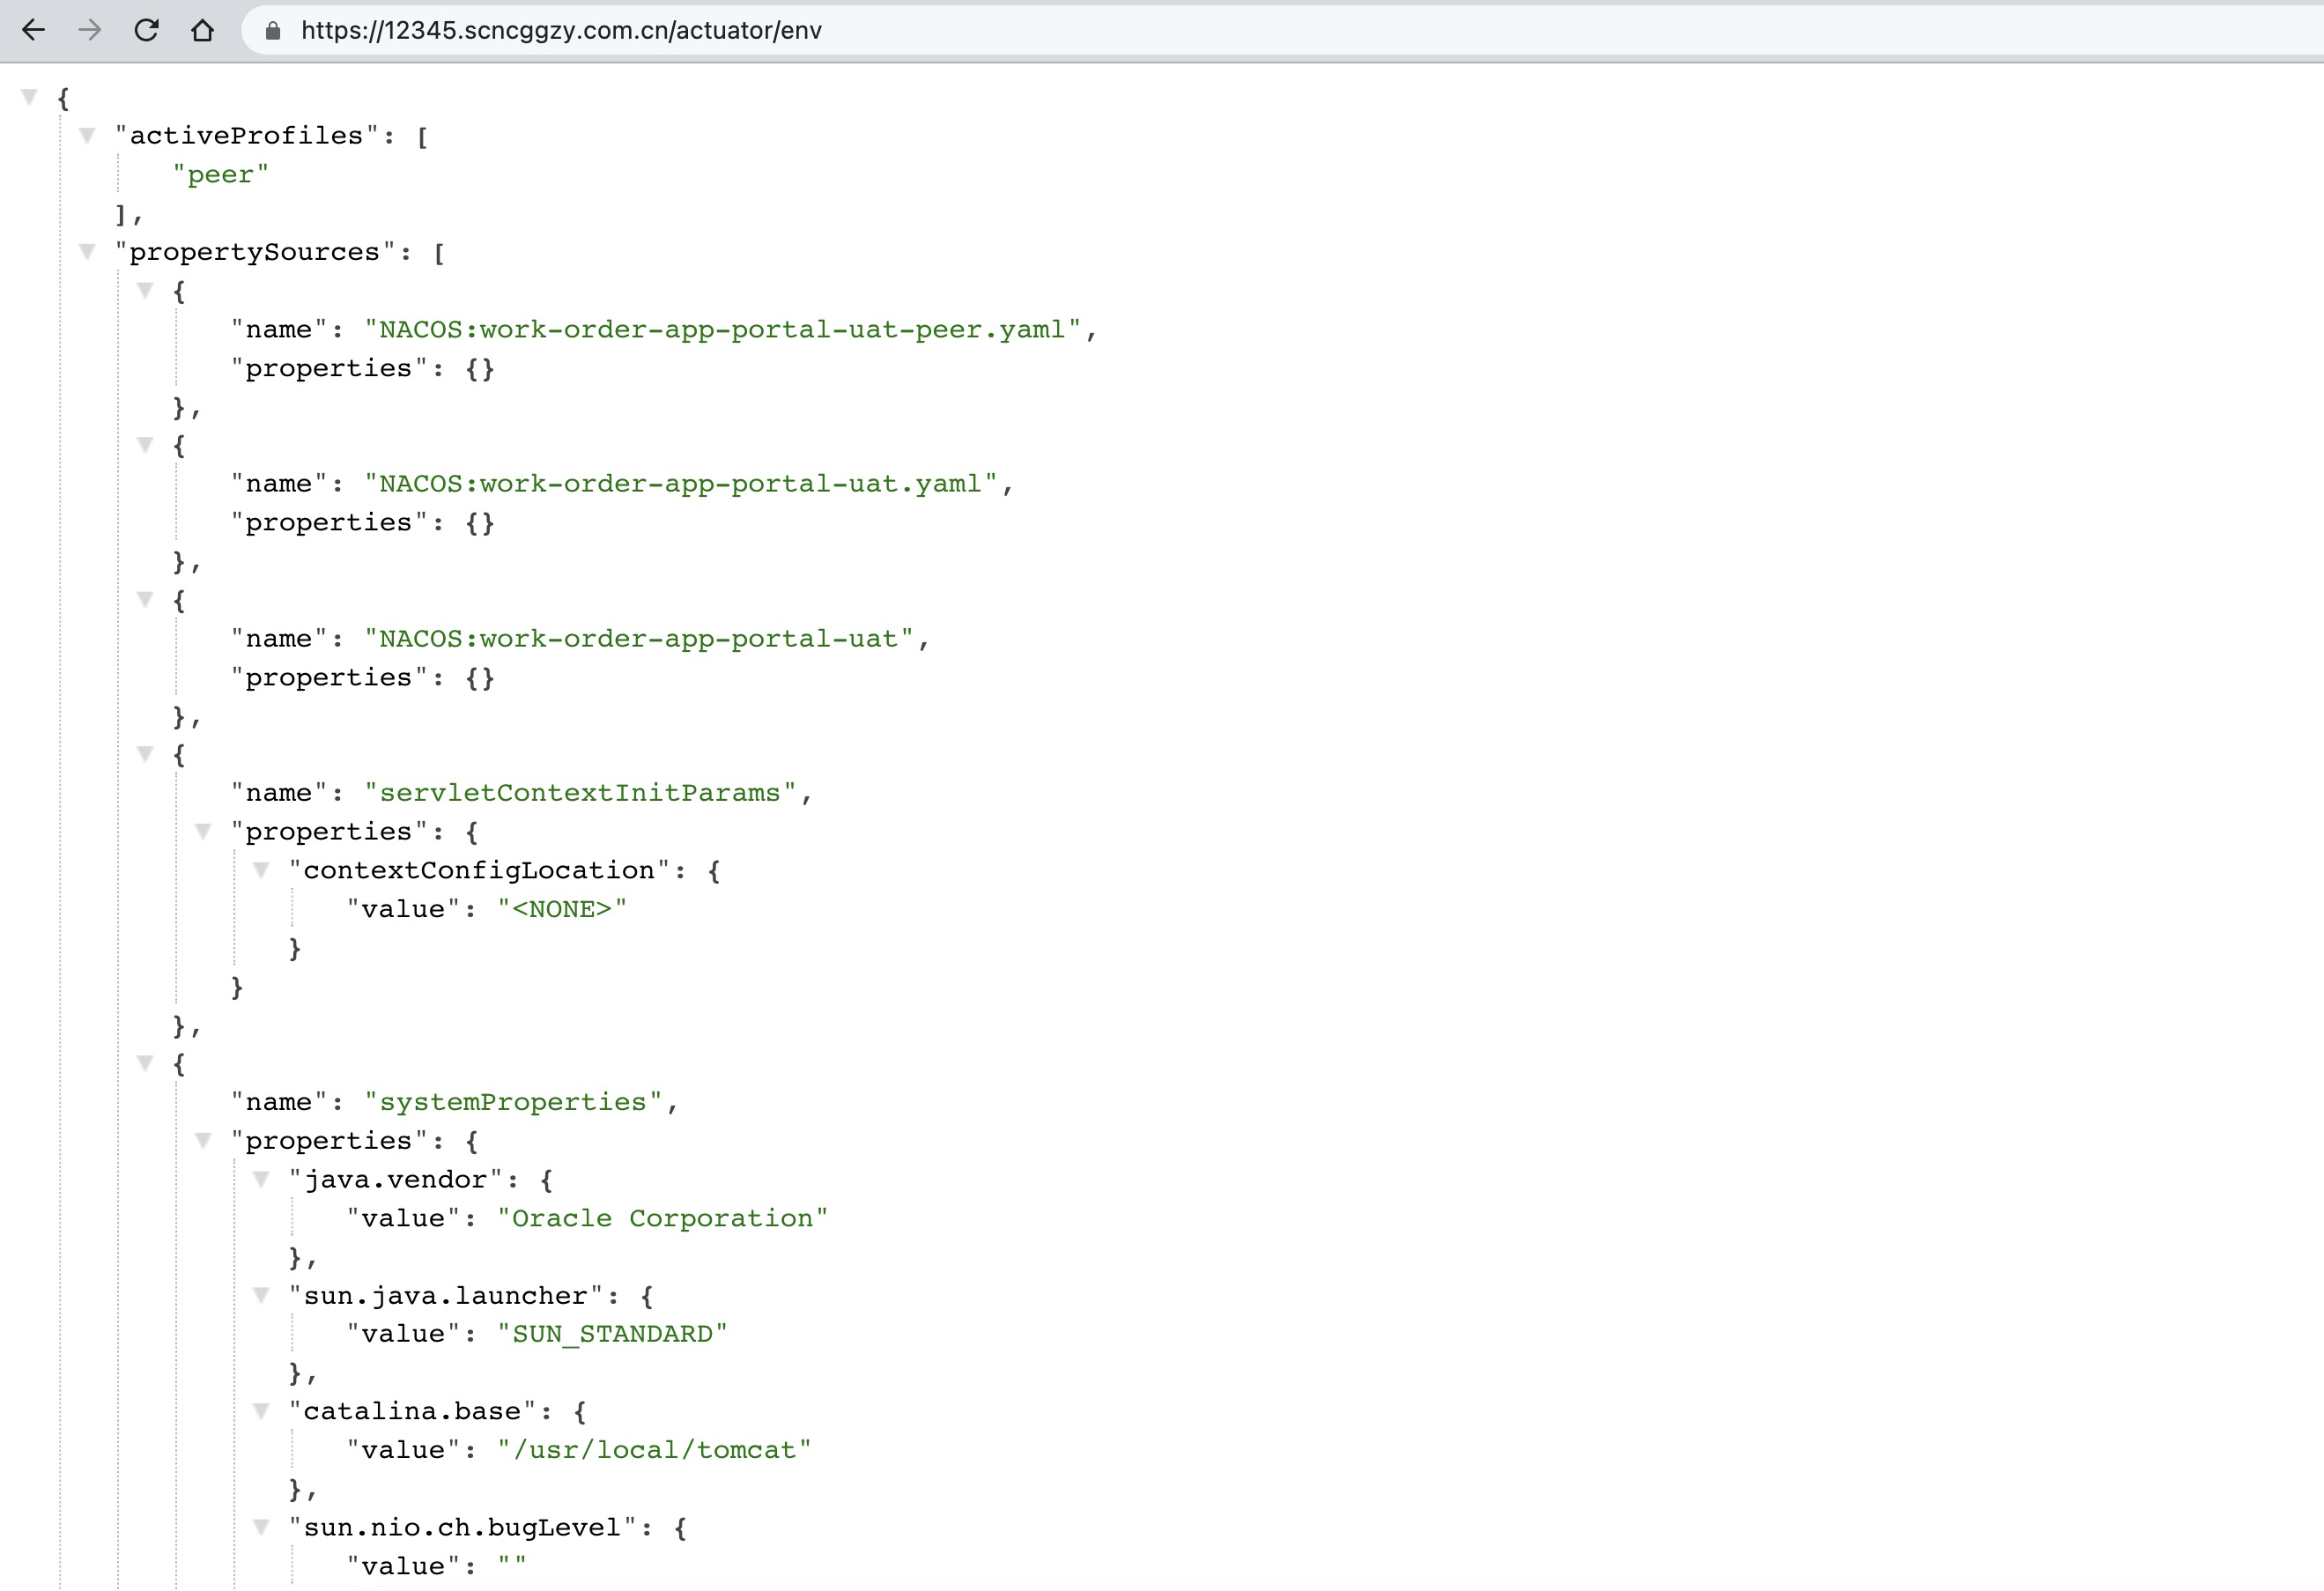 https://12345.scncggzy.com.cn/actuator/env
{
"activeProfiles": [
"peer"
],
"propertySources": [
{
"name": "NACOS:work-order-app-portal-uat-peer.yaml",
"properties": {}
},
{
"name": "NACOS:work-order-app-portal-uat.yaml",
"properties": {}
},
{
"name": "NACOS:work-order-app-portal-uat",
"properties": {}
},
{
"name": "servletContextInitParams",
"properties": {
"contextConfigLocation": {
"value": "<NONE>"
}
}
},
{
"name": "systemProperties",
"properties": {
"java.vendor": {
"value": "Oracle Corporation"
},
"sun.java.launcher": {
"value": "SUN_STANDARD"
},
"catalina.base": {
"value": "/usr/local/tomcat"
},
"sun.nio.ch.bugLevel": {
"value": ""